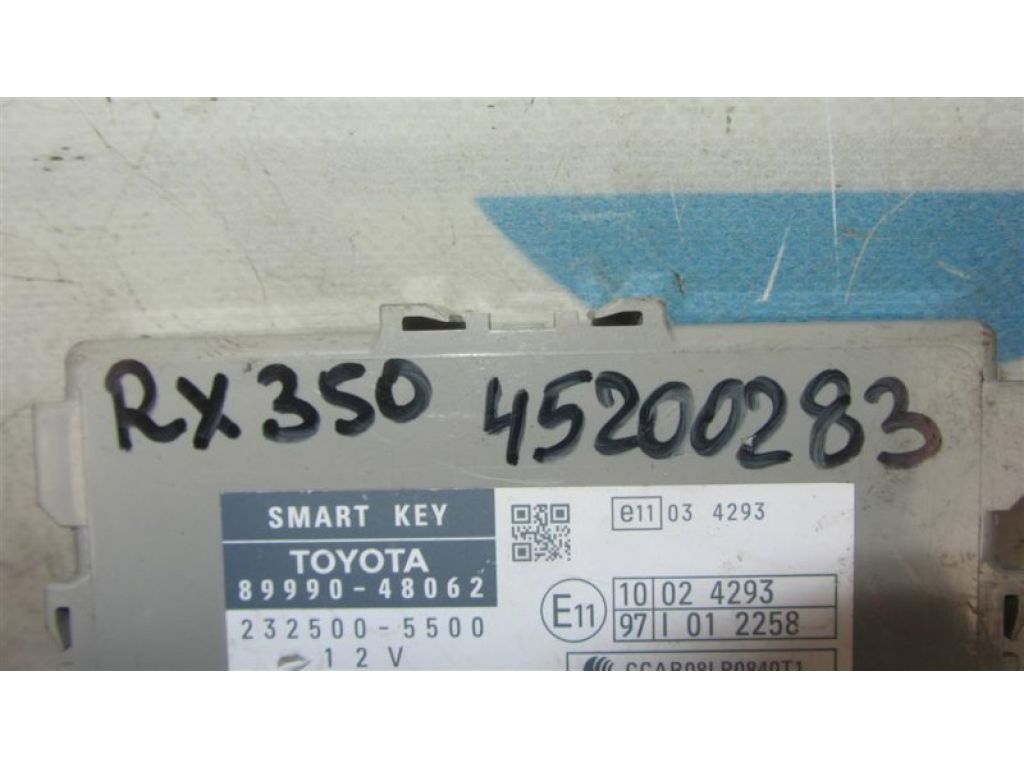 RX350 45200283
SMART KEY
TOYOTA
89990-48062
232500-5500
12V
e11 03 4293
E11
10 02 4293
97 I 01 2258
CCAB08LP0840T1